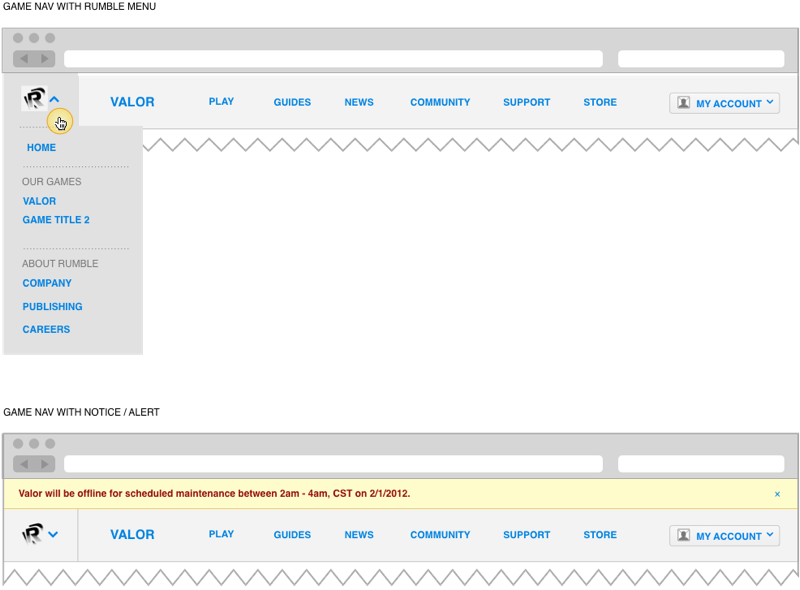 GAME NAV WITH RUMBLE MENU
R
VALOR PLAY GUIDES NEWS COMMUNITY SUPPORT STORE MY ACCOUNT
HOME
OUR GAMES
VALOR
GAME TITLE 2
ABOUT RUMBLE
COMPANY
PUBLISHING
CAREERS
GAME NAV WITH NOTICE / ALERT
Valor will be offline for scheduled maintenance between 2am - 4am, CST on 2/1/2012. ×
R
VALOR PLAY GUIDES NEWS COMMUNITY SUPPORT STORE MY ACCOUNT